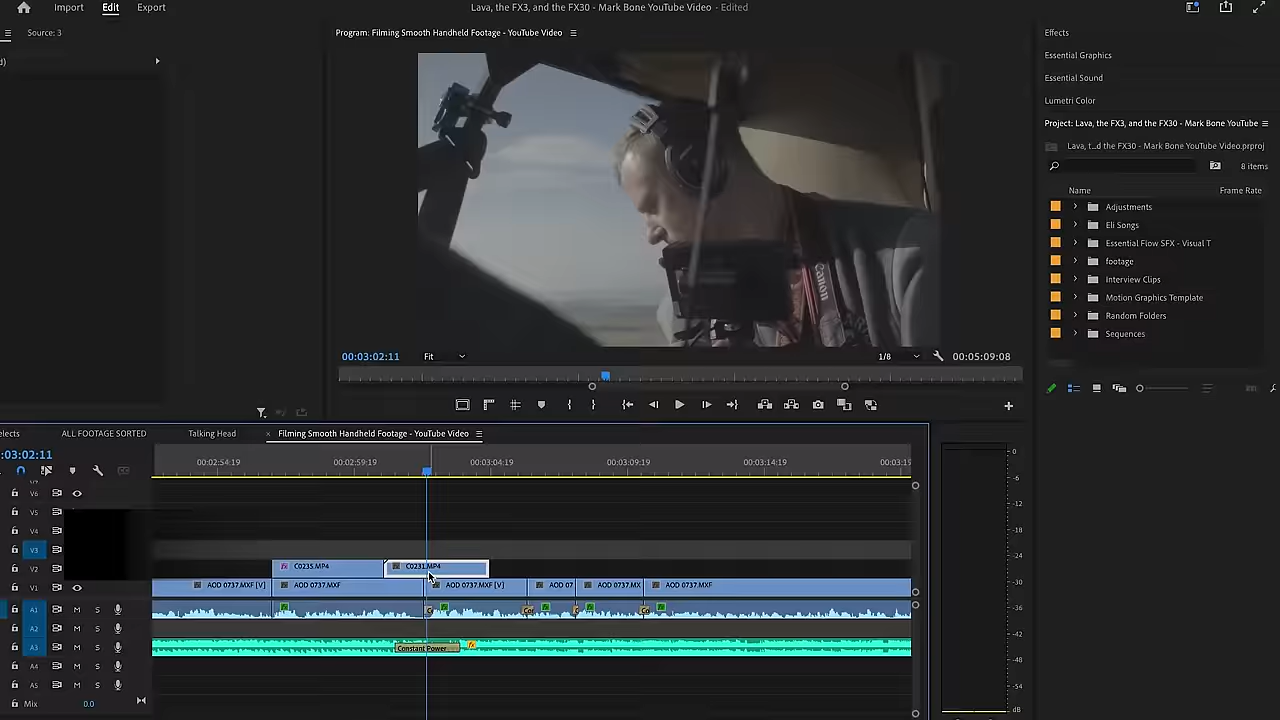 Import Edit Export
Lava, the FX3, and the FX30 - Mark Bone YouTube Video - Edited
Source: 3
Program: Filming Smooth Handheld Footage - YouTube Video
Effects
Essential Graphics
Essential Sound
Lumetri Color
Project: Lava, the FX3, and the FX30 - Mark Bone YouTube
Lava, t...d the FX30 - Mark Bone YouTube Video.prproj
8 items
Name Frame Rate
Adjustments
Eli Songs
Essential Flow SFX - Visual T
footage
Interview Clips
Motion Graphics Template
Random Folders
Sequences
Canon
00:03:02:11 Fit 1/8 00:05:09:08
elects ALL FOOTAGE SORTED Talking Head × Filming Smooth Handheld Footage - YouTube Video
:03:02:11
00:02:54:19 00:02:59:19 00:03:04:19 00:03:09:19 00:03:14:19 00:03:19
V6
V5
V4
V3
V2 fx C0235.MP4 C0231.MP4
V1 AOD 0737.MXF [V] AOD 0737.MXF AOD 0737.MXF [V] AOD 07 AOD 0737.MX AOD 0737.MXF
A1 M S
A2 M S
A3 M S Constant Power fx
A4 M S
A5 M S
Mix 0.0
0
-6
-12
-18
-24
-30
-36
-42
-48
-54
dB